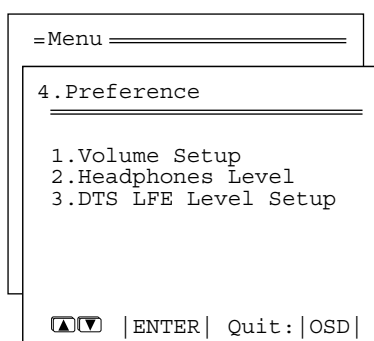 =Menu
4.Preference
1.Volume Setup
2.Headphones Level
3.DTS LFE Level Setup
▲▼ |ENTER| Quit:|OSD|